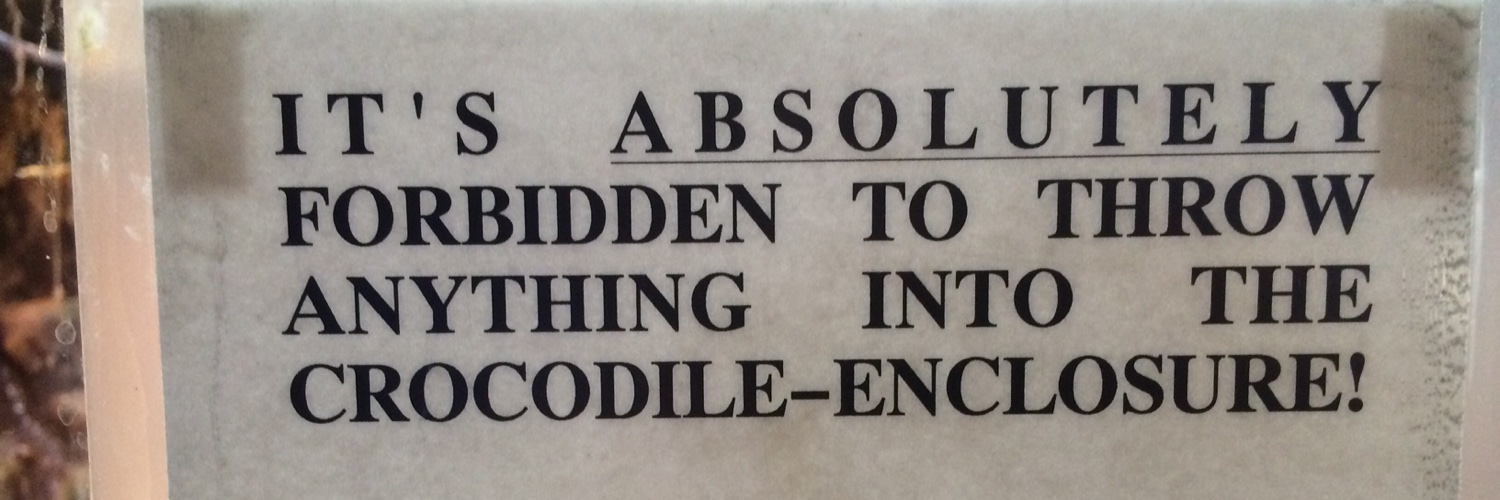 IT'S ABSOLUTELY
FORBIDDEN TO THROW
ANYTHING INTO THE
CROCODILE–ENCLOSURE!